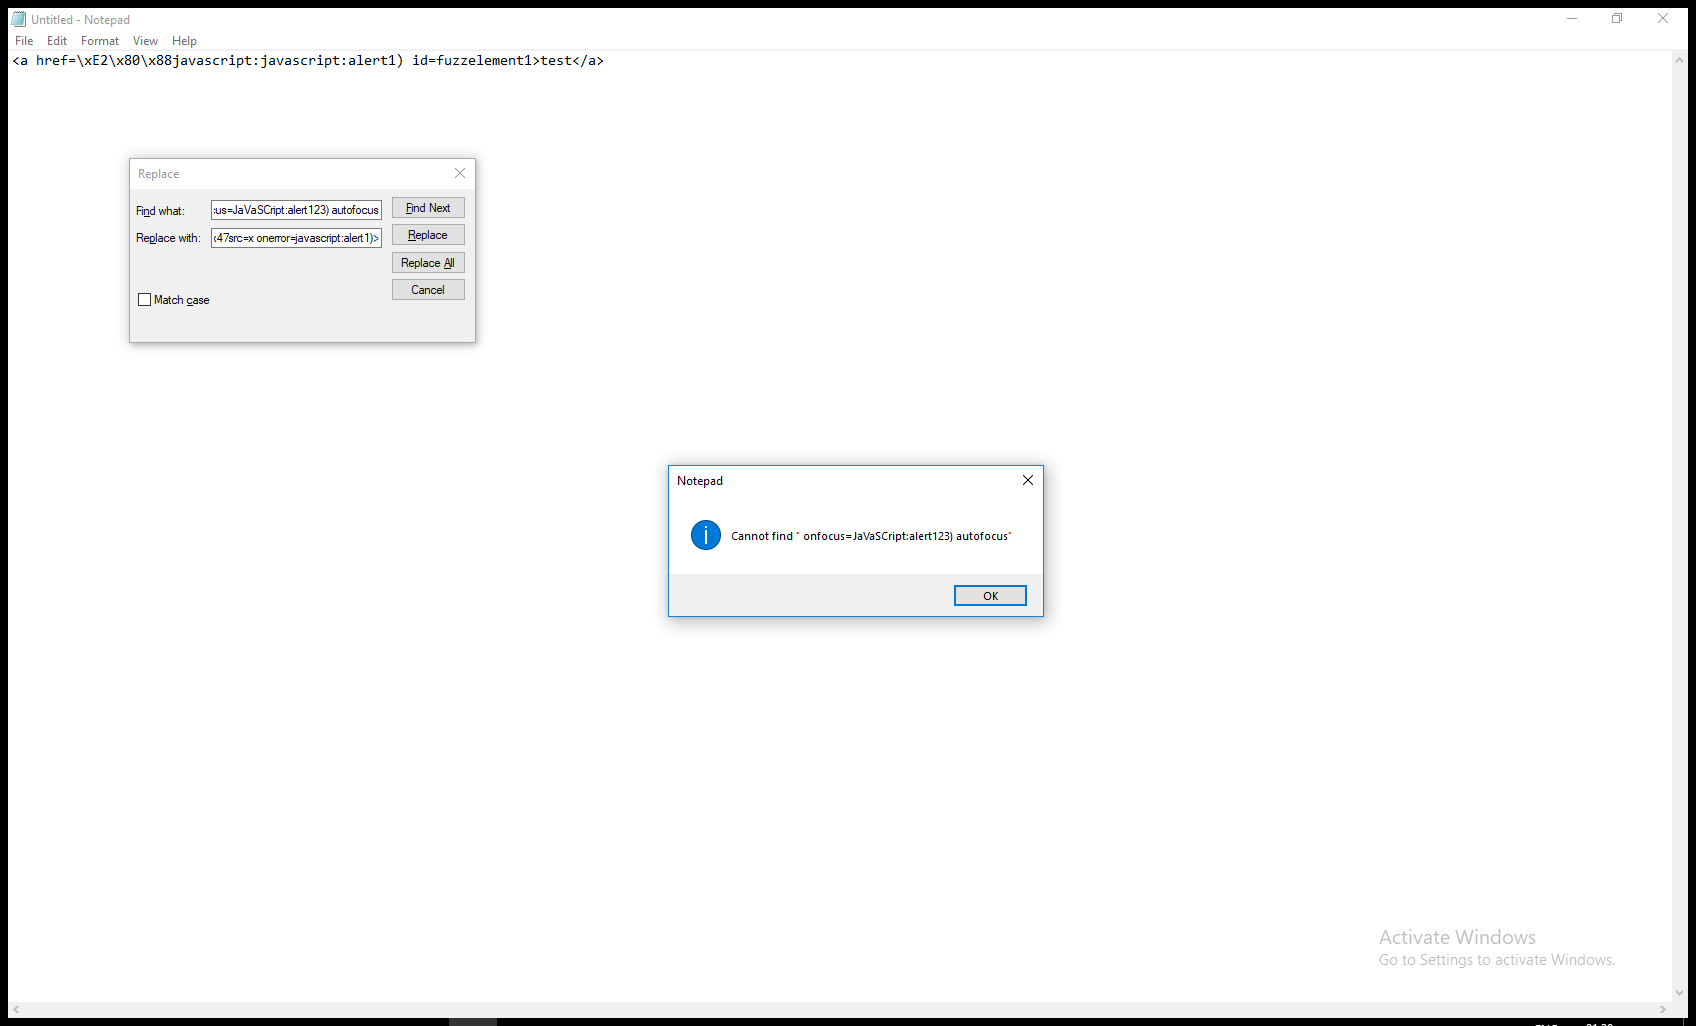 Untitled - Notepad
File Edit Format View Help
<a href=\xE2\x80\x88javascript:javascript:alert1) id=fuzzelement1>test</a>
Replace
Find what: :us=JaVaSCript:alert123) autofocus Find Next
Replace with: 47src=x onerror=javascript:alert1)> Replace
Replace All
Cancel
Match case
Notepad
Cannot find " onfocus=JaVaSCript:alert123) autofocus"
OK
Activate Windows
Go to Settings to activate Windows.